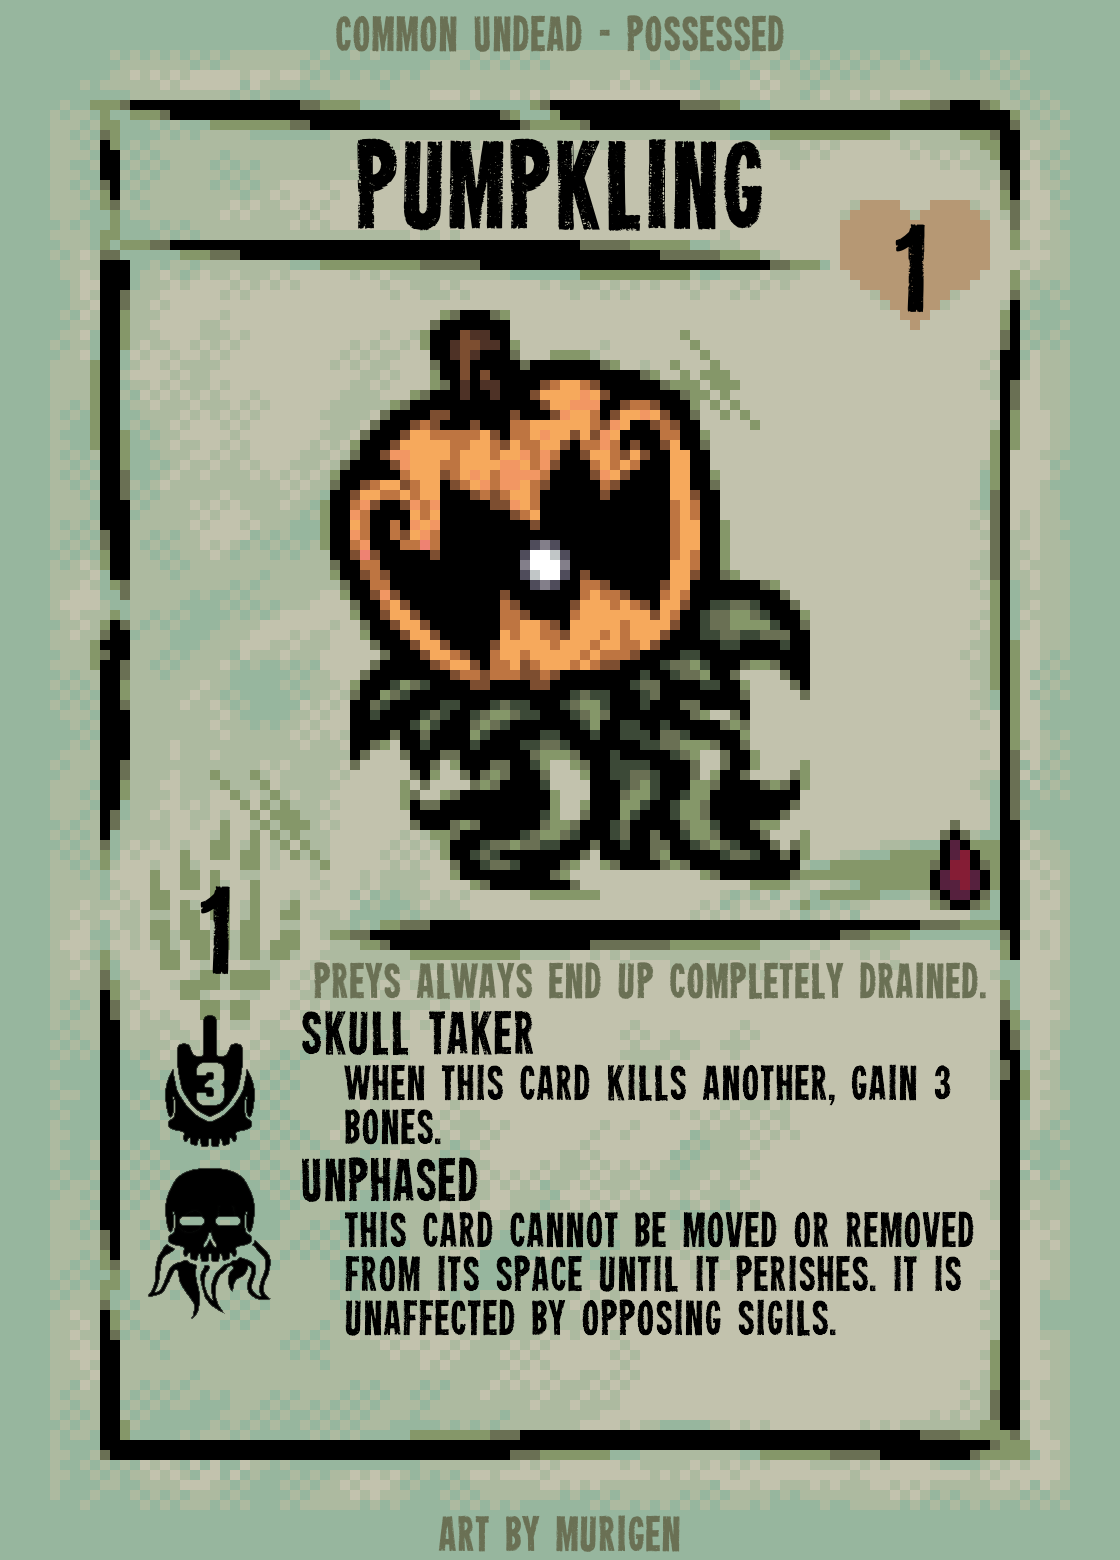 COMMON UNDEAD - POSSESSED
PUMPKLING
1
1
PREYS ALWAYS END UP COMPLETELY DRAINED.
SKULL TAKER
3
WHEN THIS CARD KILLS ANOTHER, GAIN 3
BONES.
UNPHASED
THIS CARD CANNOT BE MOVED OR REMOVED
FROM ITS SPACE UNTIL IT PERISHES. IT IS
UNAFFECTED BY OPPOSING SIGILS.
ART BY MURIGEN